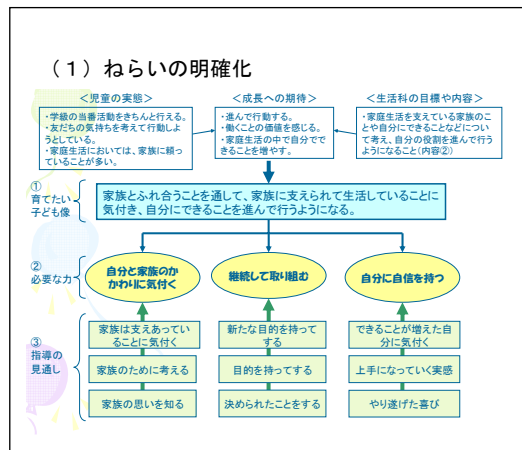 （１）ねらいの明確化
＜児童の実態＞
・学級の当番活動をきちんと行える。
・友だちの気持ちを考えて行動しようとしている。
・家庭生活においては、家族に頼っていることが多い。
＜成長への期待＞
・進んで行動する。
・働くことの価値を感じる。
・家庭生活の中で自分でできることを増やす。
＜生活科の目標や内容＞
・家庭生活を支えている家族のことや自分にできることなどについて考え、自分の役割を進んで行うようになること（内容②）
①
育てたい
子ども像
家族とふれ合うことを通して、家族に支えられて生活していることに
気付き、自分にできることを進んで行うようになる。
②
必要な力
自分と家族のか
かわりに気付く
継続して取り組む
自分に自信を持つ
③
指導の
見通し
家族は支えあってい
ることに気付く
新たな目的を持って
する
できることが増えた自
分に気付く
家族のために考える
目的を持ってする
上手になっていく実感
家族の思いを知る
決められたことをする
やり遂げた喜び